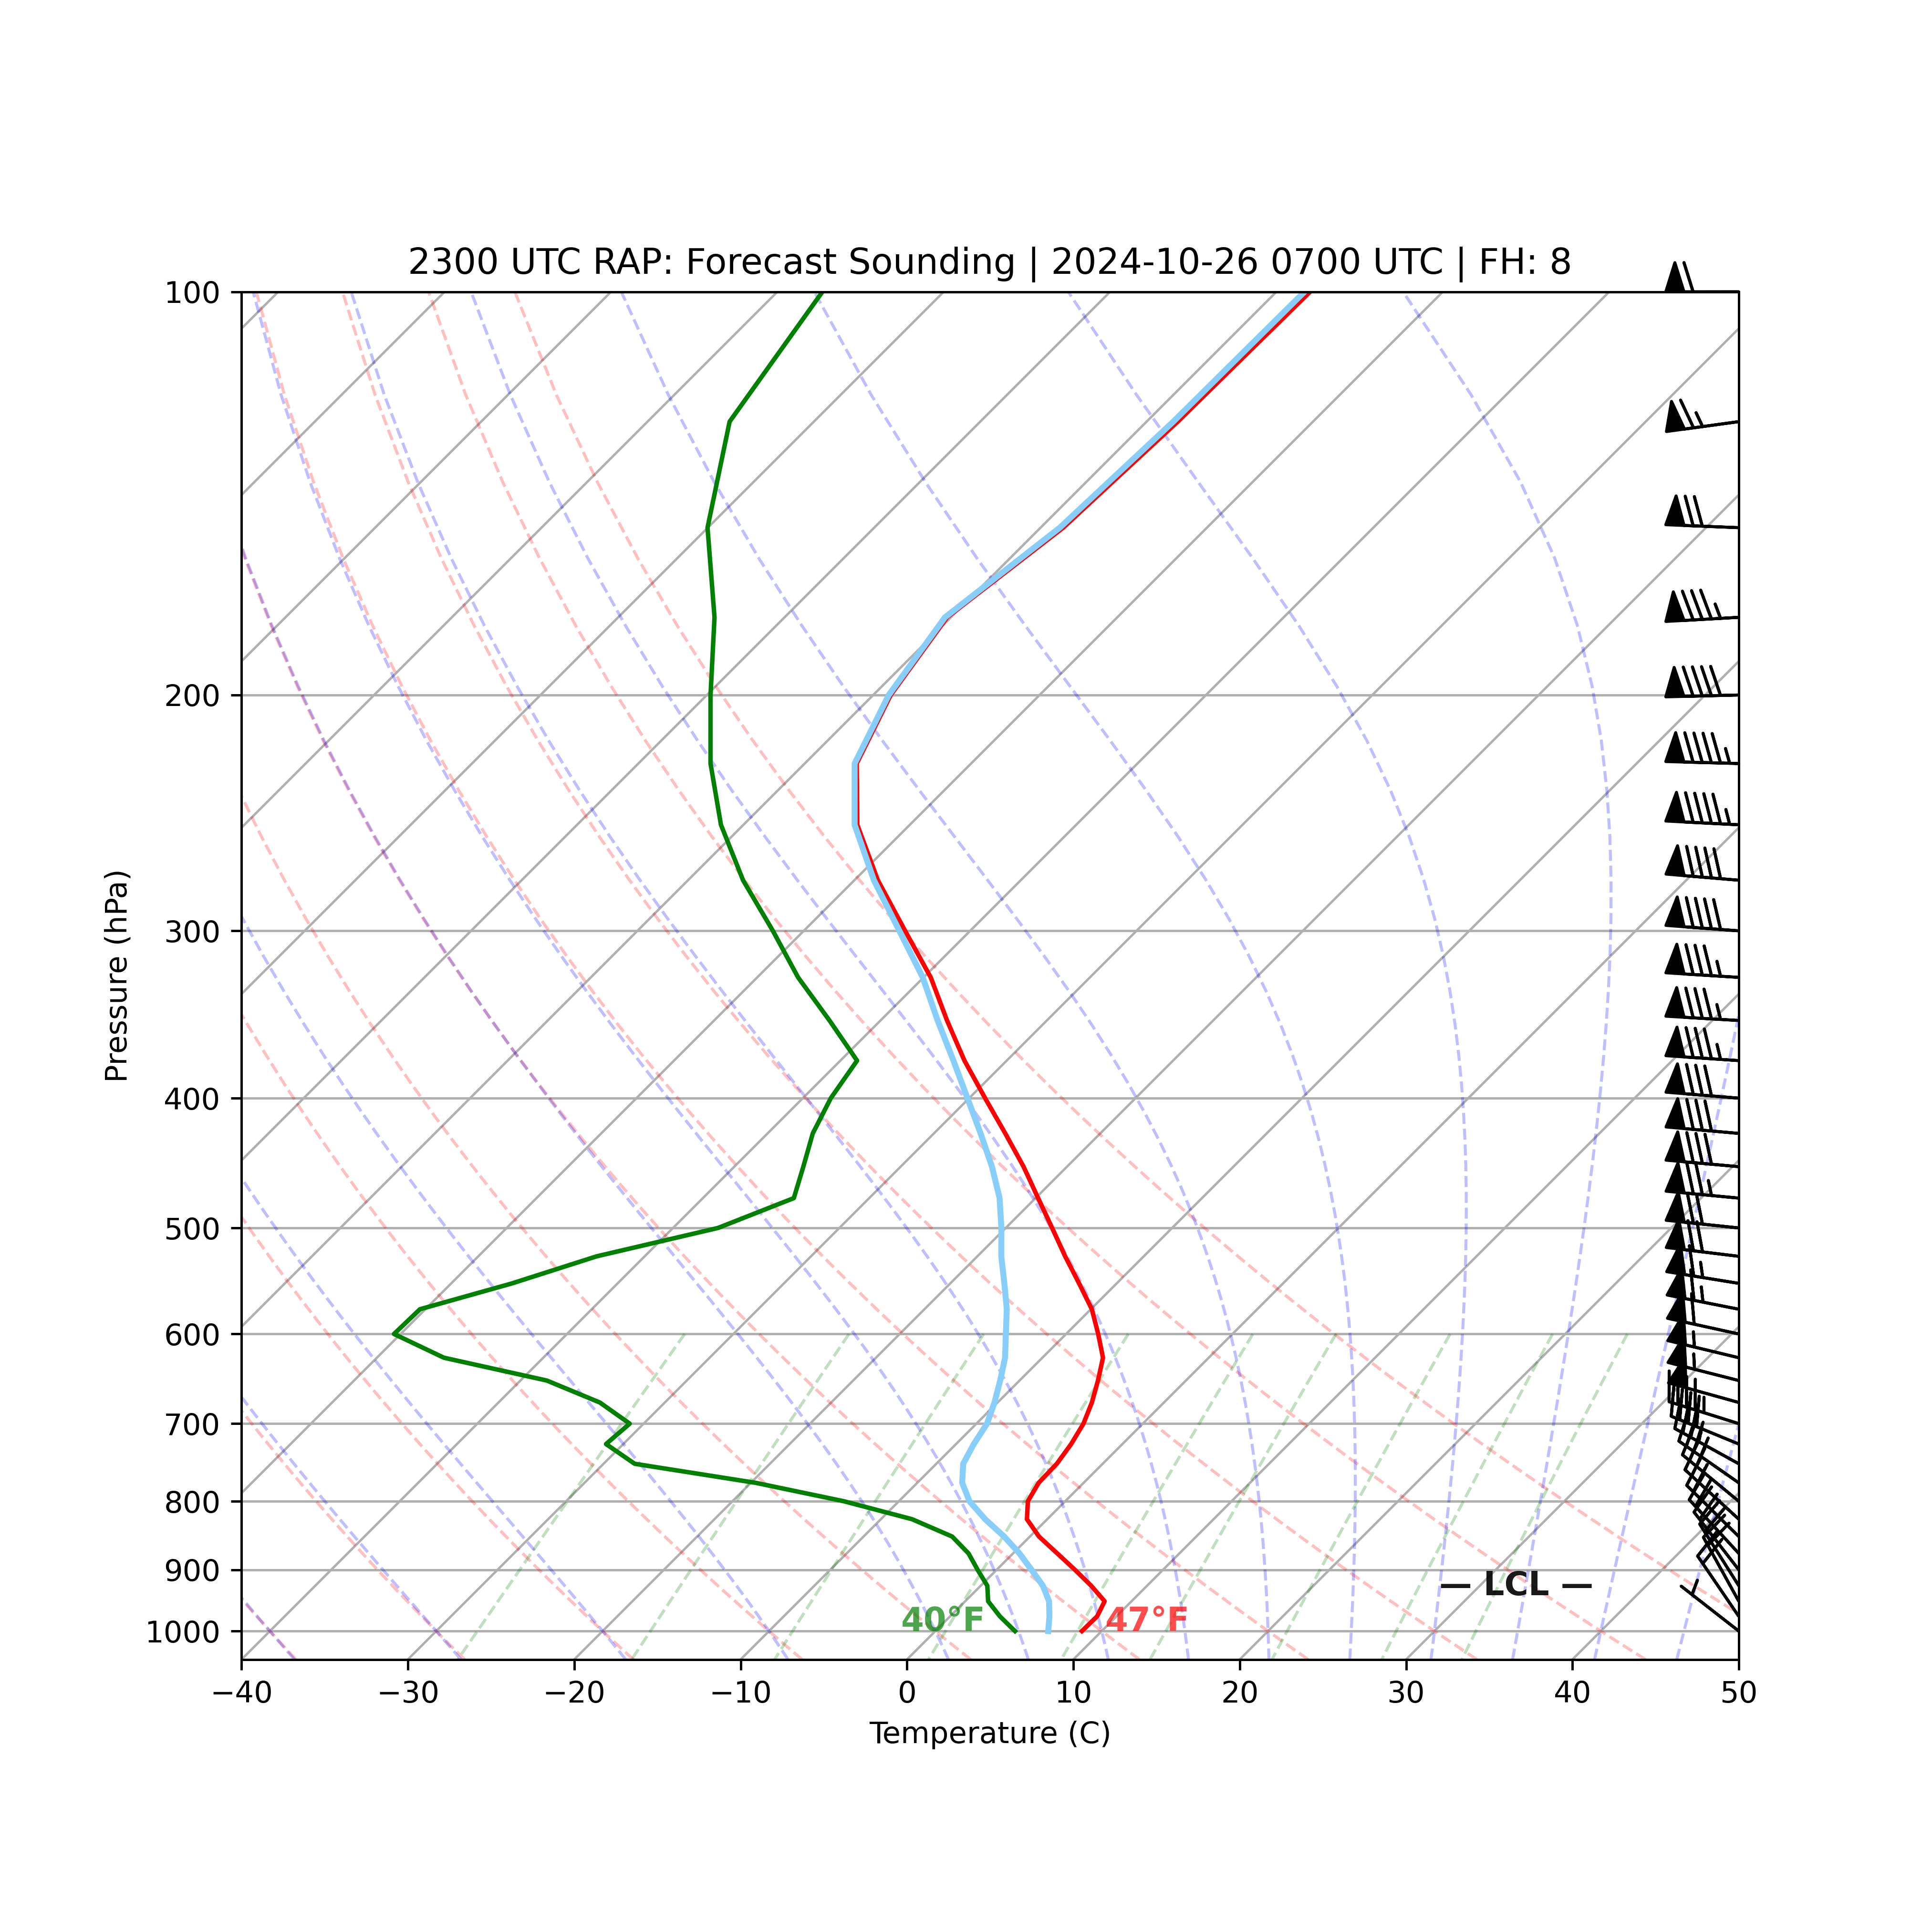 2300 UTC RAP: Forecast Sounding | 2024-10-26 0700 UTC | FH: 8
100
200
300
400
500
600
700
800
900
1000
Pressure (hPa)
— LCL —
40°F
47°F
−40 −30 −20 −10 0 10 20 30 40 50
Temperature (C)